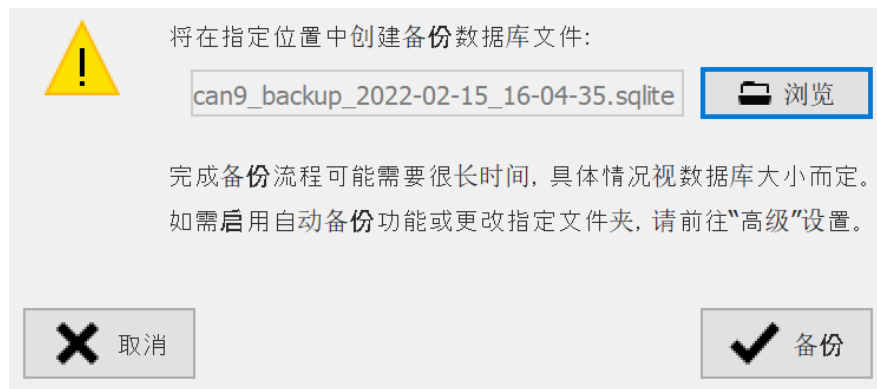 将在指定位置中创建备份数据库文件:
can9_backup_2022-02-15_16-04-35.sqlite
浏览
完成备份流程可能需要很长时间, 具体情况视数据库大小而定。
如需启用自动备份功能或更改指定文件夹, 请前往“高级”设置。
取消
备份